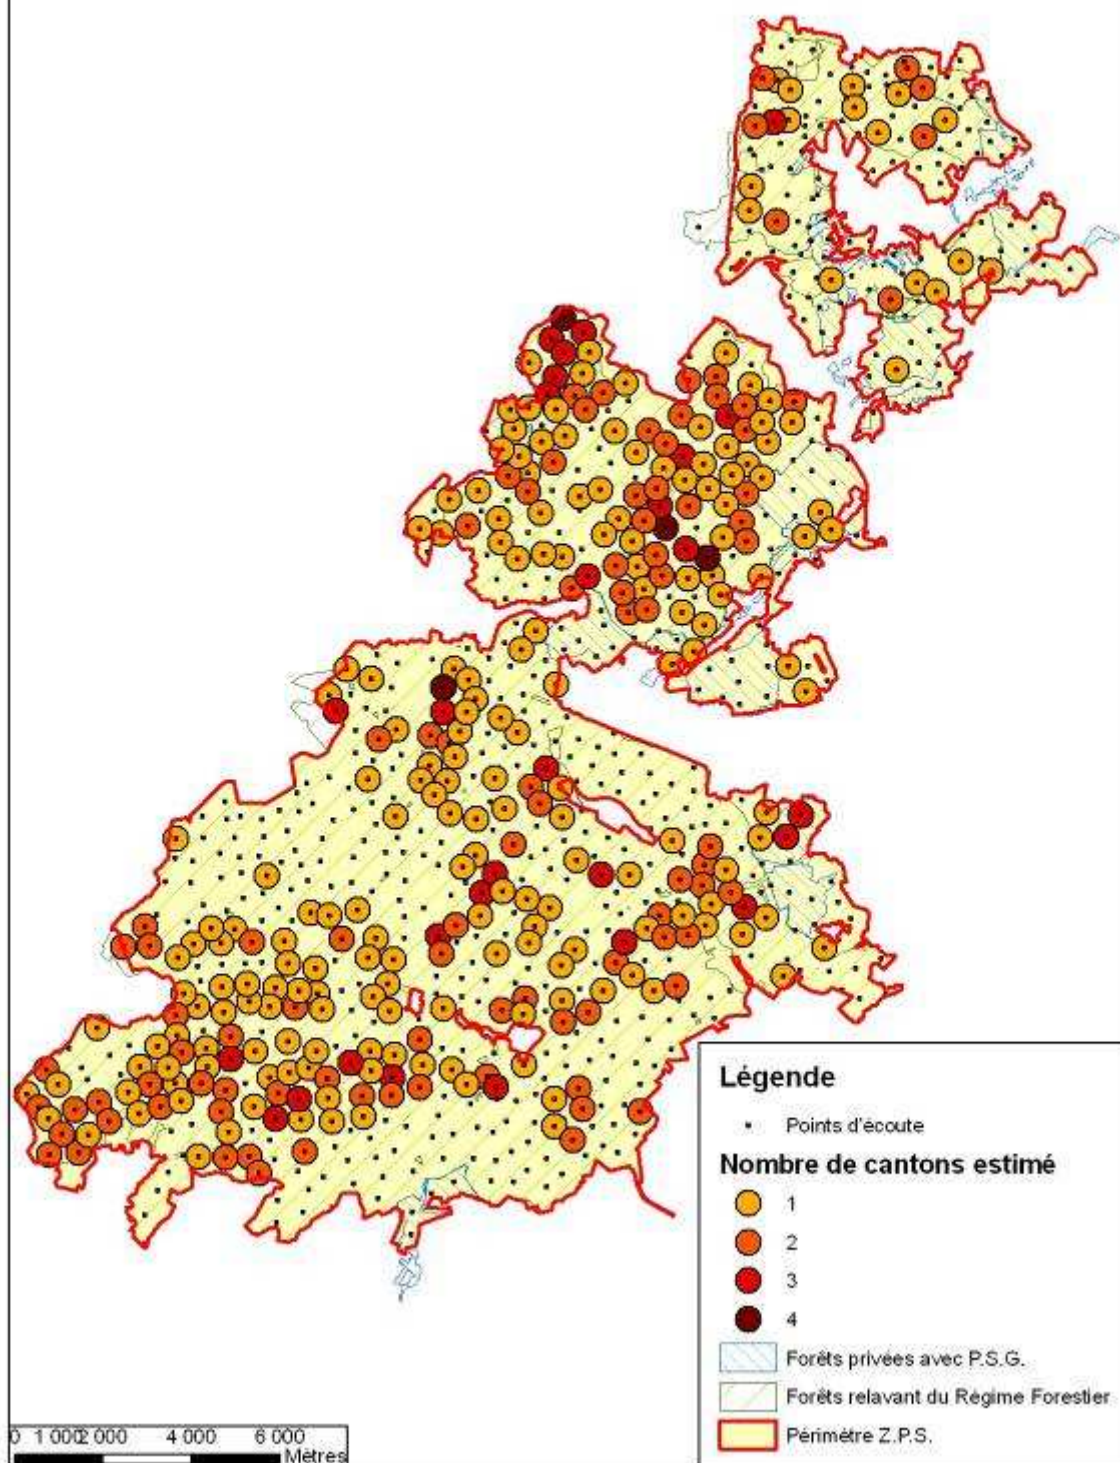 Légende
Points d'écoute
Nombre de cantons estimé
1
2
3
4
Forêts privées avec P.S.G.
Forêts relavant du Régime Forestier
Périmètre Z.P.S.
0 1 000 2 000 4 000 6 000
Mètres